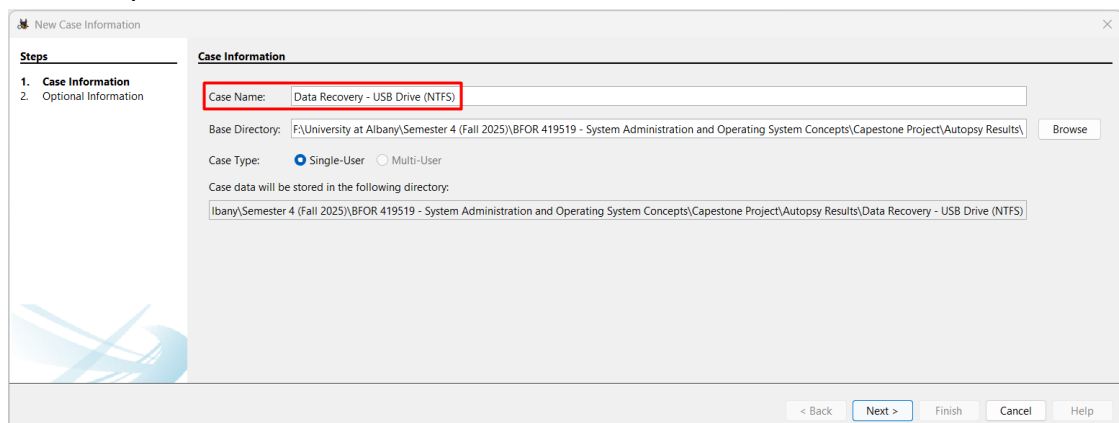 New Case Information
Steps
1. Case Information
2. Optional Information
Case Information
Case Name: Data Recovery - USB Drive (NTFS)
Base Directory: F:\University at Albany\Semester 4 (Fall 2025)\BFOR 419519 - System Administration and Operating System Concepts\Capestone Project\Autopsy Results\ Browse
Case Type: Single-User Multi-User
Case data will be stored in the following directory:
lbany\Semester 4 (Fall 2025)\BFOR 419519 - System Administration and Operating System Concepts\Capestone Project\Autopsy Results\Data Recovery - USB Drive (NTFS)
< Back Next > Finish Cancel Help